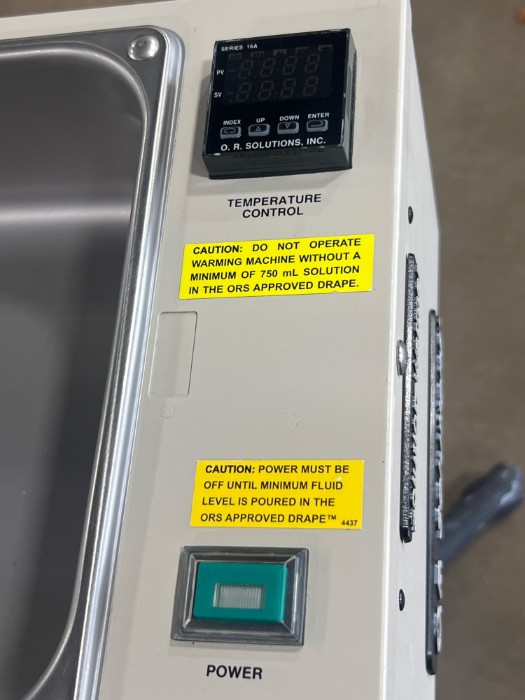 SERIES 16A
PV
SV
INDEX UP DOWN ENTER
O. R. SOLUTIONS, INC.
TEMPERATURE
CONTROL
CAUTION: DO NOT OPERATE
WARMING MACHINE WITHOUT A
MINIMUM OF 750 mL SOLUTION
IN THE ORS APPROVED DRAPE.
CAUTION: POWER MUST BE
OFF UNTIL MINIMUM FLUID
LEVEL IS POURED IN THE
ORS APPROVED DRAPE™ 4437
POWER